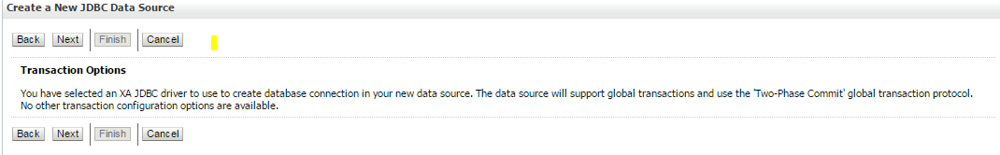 Create a New JDBC Data Source
Back Next Finish Cancel
Transaction Options
You have selected an XA JDBC driver to use to create database connection in your new data source. The data source will support global transactions and use the 'Two-Phase Commit' global transaction protocol.
No other transaction configuration options are available.
Back Next Finish Cancel